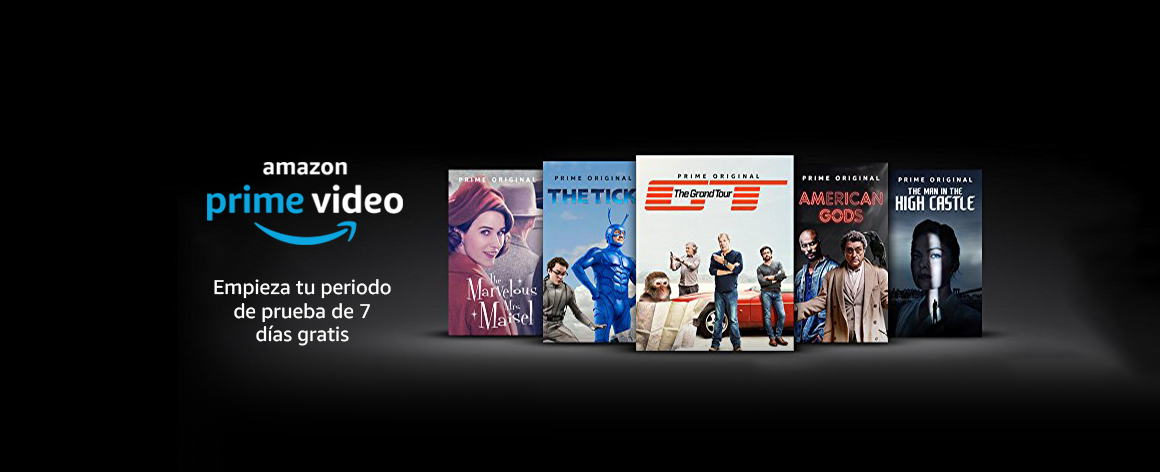 amazon
prime video
Empieza tu periodo
de prueba de 7
días gratis
PRIME ORIGINAL
The
Marvelous
Mrs.
Maisel
PRIME ORIGINAL
THE TICK
PRIME ORIGINAL
GT
The Grand Tour
PRIME ORIGINAL
AMERICAN
GODS
PRIME ORIGINAL
THE MAN IN THE
HIGH CASTLE